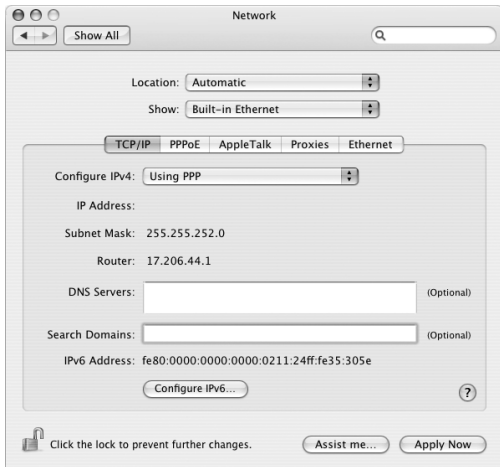 Network
Show All
Location: Automatic
Show: Built-in Ethernet
TCP/IP PPPoE AppleTalk Proxies Ethernet
Configure IPv4: Using PPP
IP Address:
Subnet Mask: 255.255.252.0
Router: 17.206.44.1
DNS Servers: (Optional)
Search Domains: (Optional)
IPv6 Address: fe80:0000:0000:0000:0211:24ff:fe35:305e
Configure IPv6...
?
Click the lock to prevent further changes. Assist me... Apply Now